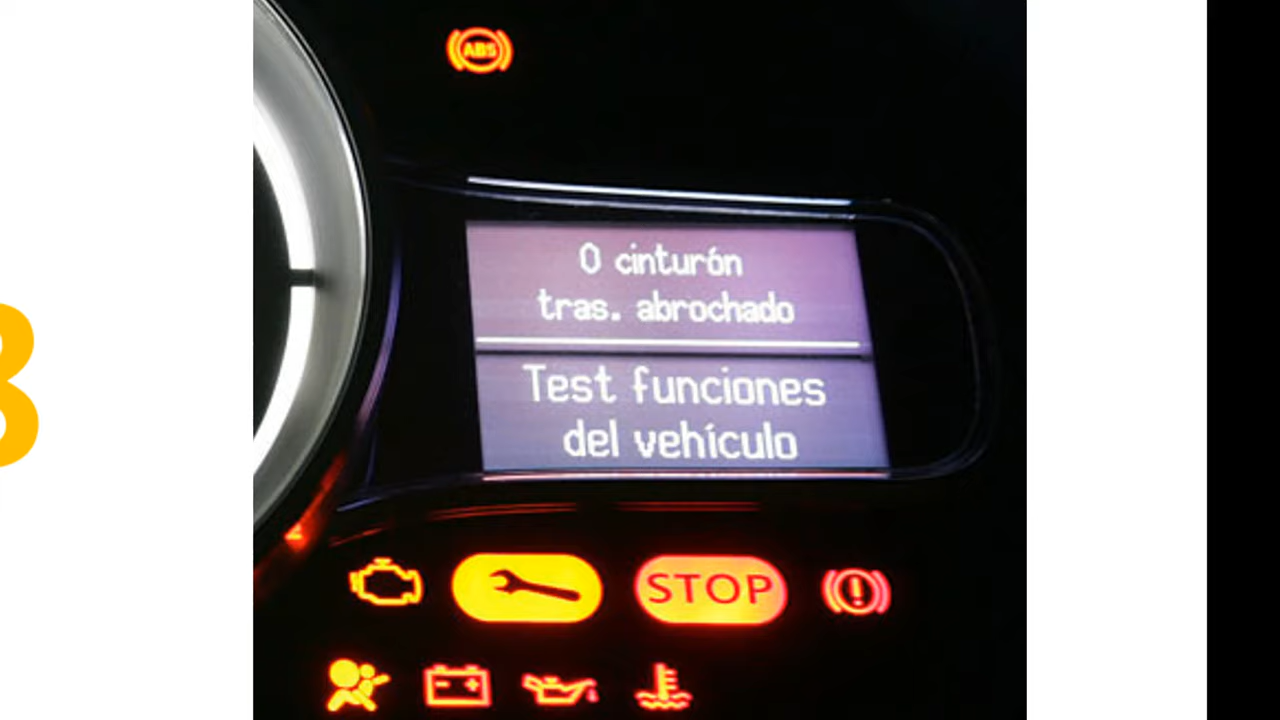 ABS
0 cinturón
tras. abrochado
Test funciones
del vehículo
STOP